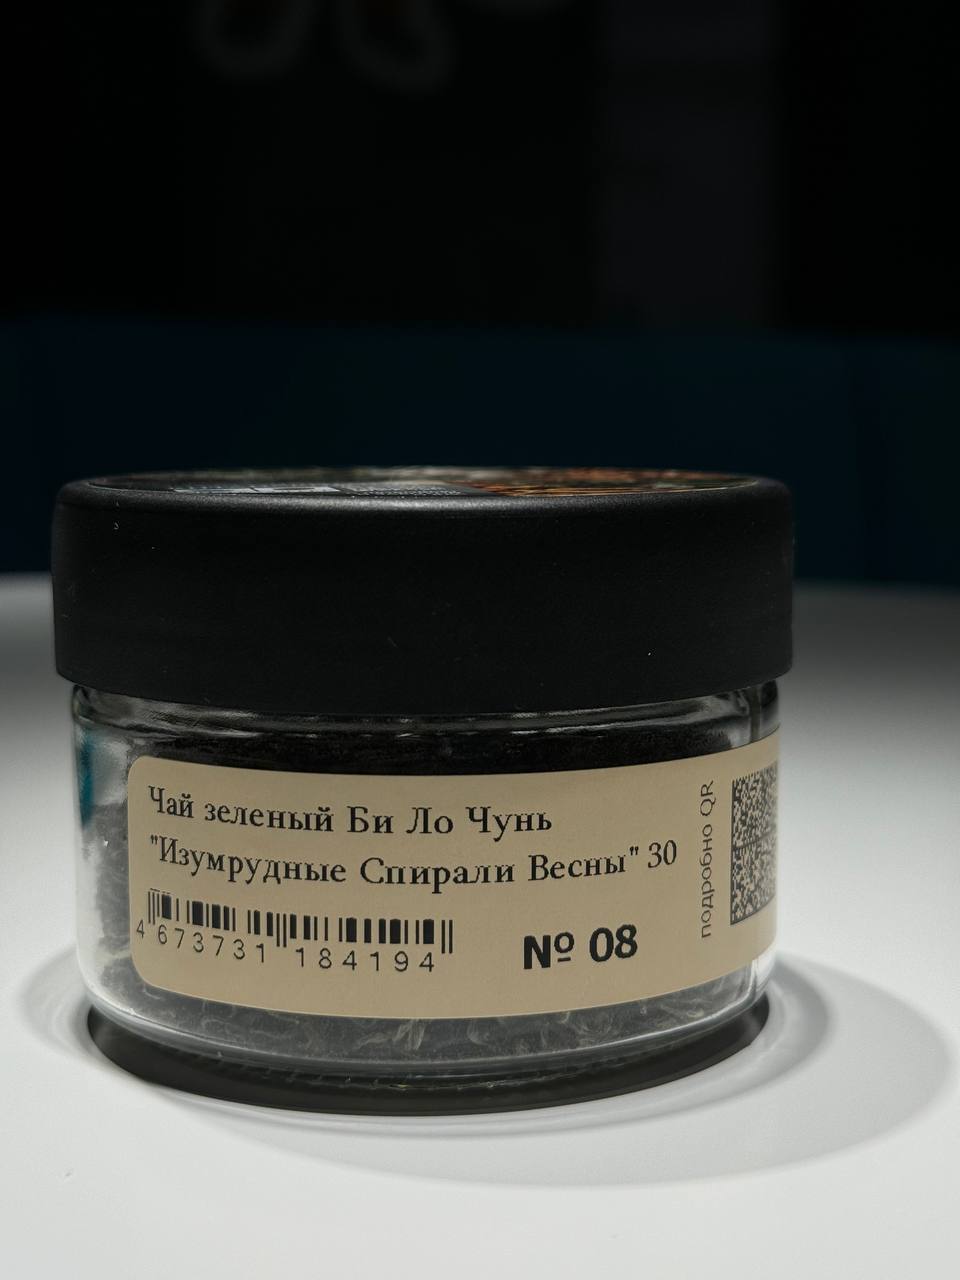 Чай зеленый Би Ло Чунь
"Изумрудные Спирали Весны" 30
4 673731 184194
№ 08
подробно QR